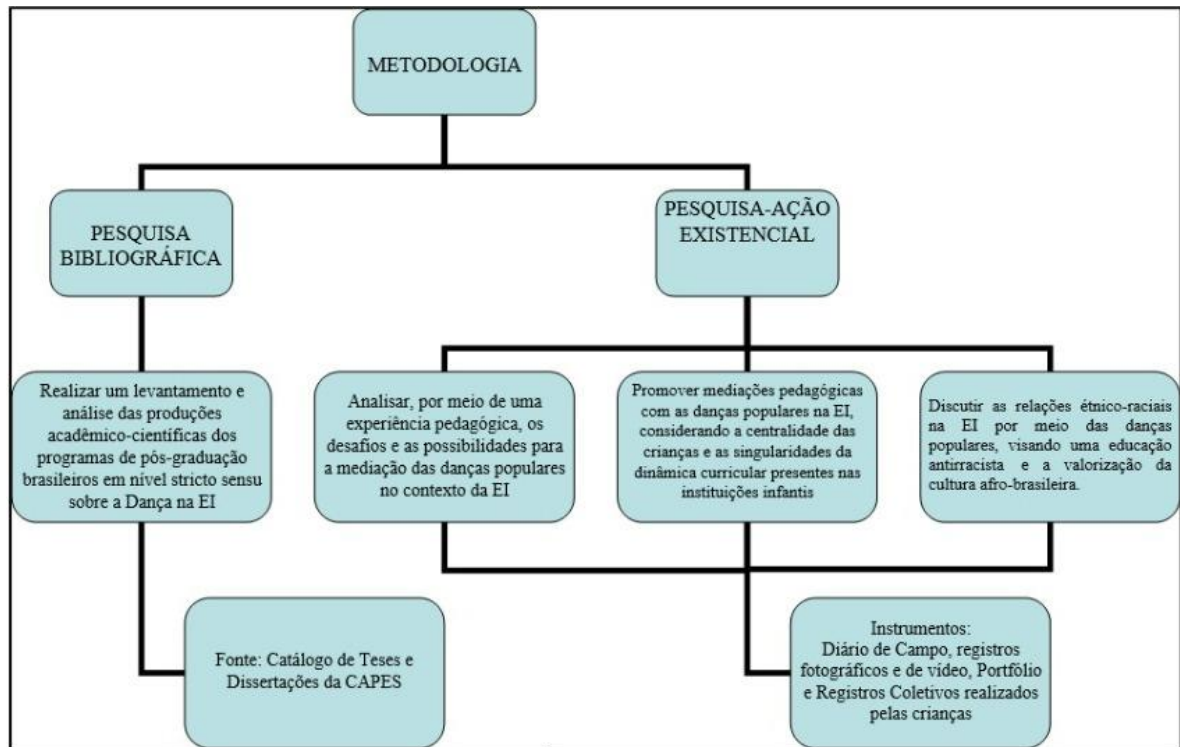 METODOLOGIA
PESQUISA
BIBLIOGRÁFICA
PESQUISA-AÇÃO
EXISTENCIAL
Realizar um levantamento e
análise das produções
acadêmico-científicas dos
programas de pós-graduação
brasileiros em nível stricto sensu
sobre a Dança na EI
Analisar, por meio de uma
experiência pedagógica, os
desafios e as possibilidades para
a mediação das danças populares
no contexto da EI
Promover mediações pedagógicas
com as danças populares na EI,
considerando a centralidade das
crianças e as singularidades da
dinâmica curricular presentes nas
instituições infantis
Discutir as relações étnico-raciais
na EI por meio das danças
populares, visando uma educação
antirracista e a valorização da
cultura afro-brasileira.
Fonte: Catálogo de Teses e
Dissertações da CAPES
Instrumentos:
Diário de Campo, registros
fotográficos e de vídeo, Portfólio
e Registros Coletivos realizados
pelas crianças